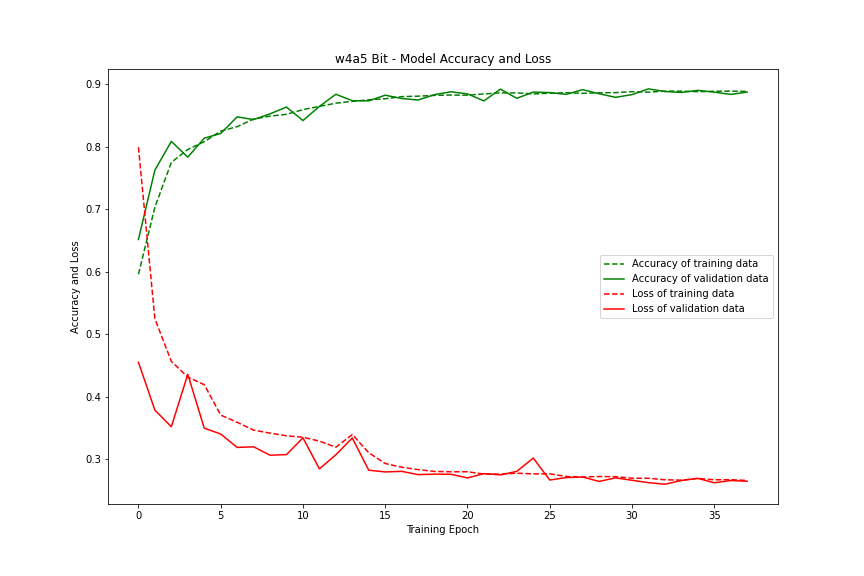 w4a5 Bit - Model Accuracy and Loss
0.9
0.8
0.7
0.6
0.5
0.4
0.3
Accuracy and Loss
Accuracy of training data
Accuracy of validation data
Loss of training data
Loss of validation data
0 5 10 15 20 25 30 35
Training Epoch